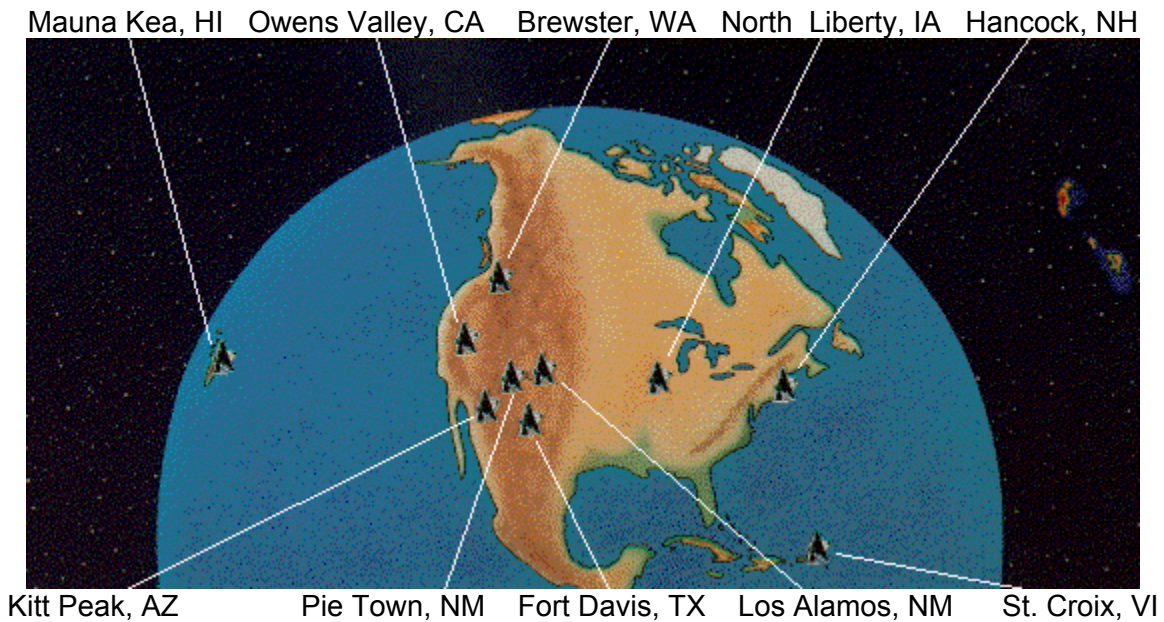 Mauna Kea, HI Owens Valley, CA Brewster, WA North Liberty, IA Hancock, NH
Kitt Peak, AZ Pie Town, NM Fort Davis, TX Los Alamos, NM St. Croix, VI